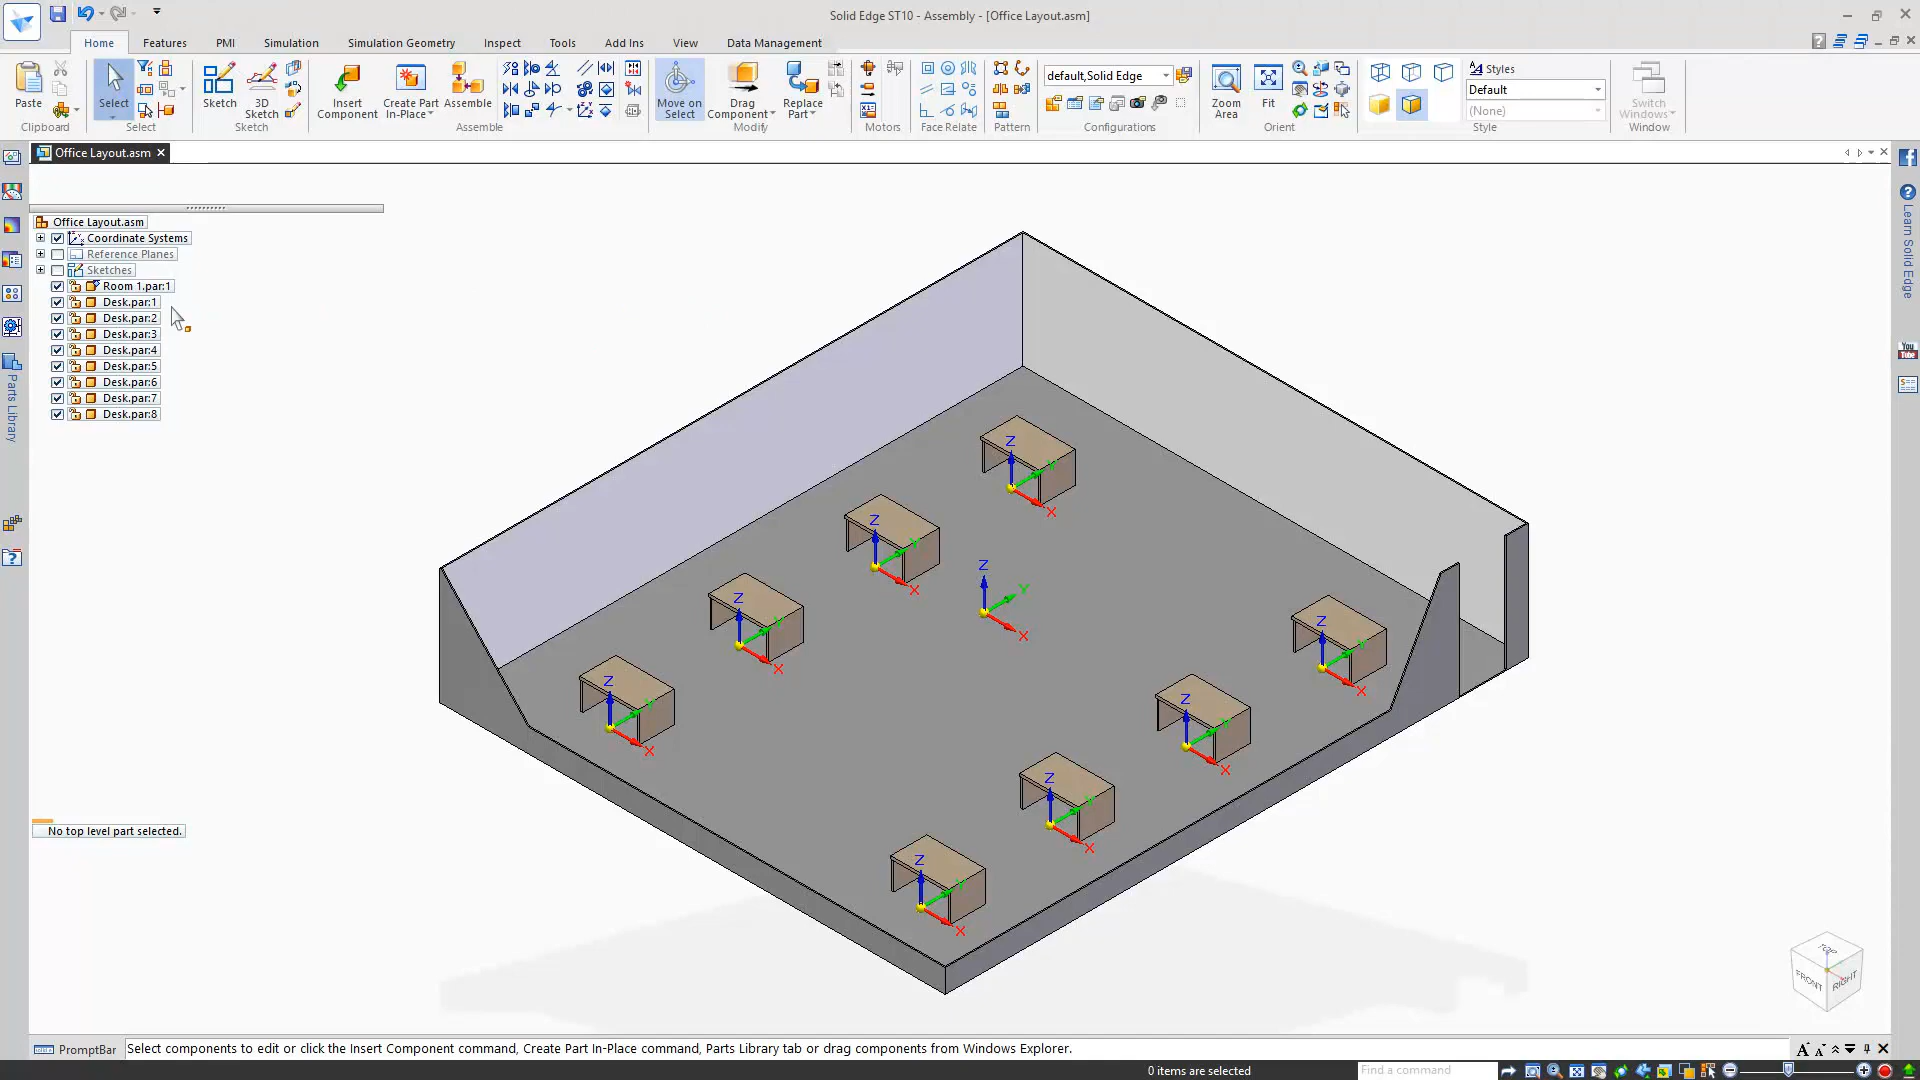 Solid Edge ST10 - Assembly - [Office Layout.asm]
Home
Features
PMI
Simulation
Simulation Geometry
Inspect
Tools
Add Ins
View
Data Management
Paste
Clipboard
Select
Select
Sketch
3D
Sketch
Sketch
Insert
Component
Create Part
In-Place
Assemble
Assemble
Move on
Select
Drag
Component
Replace
Part
Modify
Motors
Face Relate
Pattern
default,Solid Edge
Configurations
Zoom
Area
Fit
Orient
Styles
Default
(None)
Style
Switch
Windows
Window
Office Layout.asm
Office Layout.asm
Coordinate Systems
Reference Planes
Sketches
Room 1.par:1
Desk.par:1
Desk.par:2
Desk.par:3
Desk.par:4
Desk.par:5
Desk.par:6
Desk.par:7
Desk.par:8
Parts Library
Learn Solid Edge
You
Tube
Z
Y
X
Z
Y
X
Z
Y
X
Z
Y
X
Z
Y
X
Z
Y
X
Z
Y
X
Z
Y
X
Z
Y
X
No top level part selected.
TOP
FRONT
RIGHT
PromptBar
Select components to edit or click the Insert Component command, Create Part In-Place command, Parts Library tab or drag components from Windows Explorer.
0 items are selected
Find a command